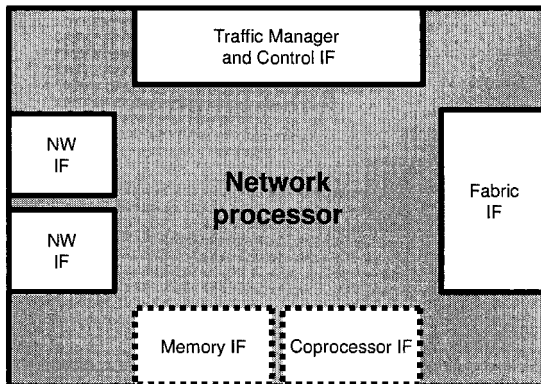 Traffic Manager
and Control IF
NW
IF
Network
processor
Fabric
IF
NW
IF
Memory IF
Coprocessor IF